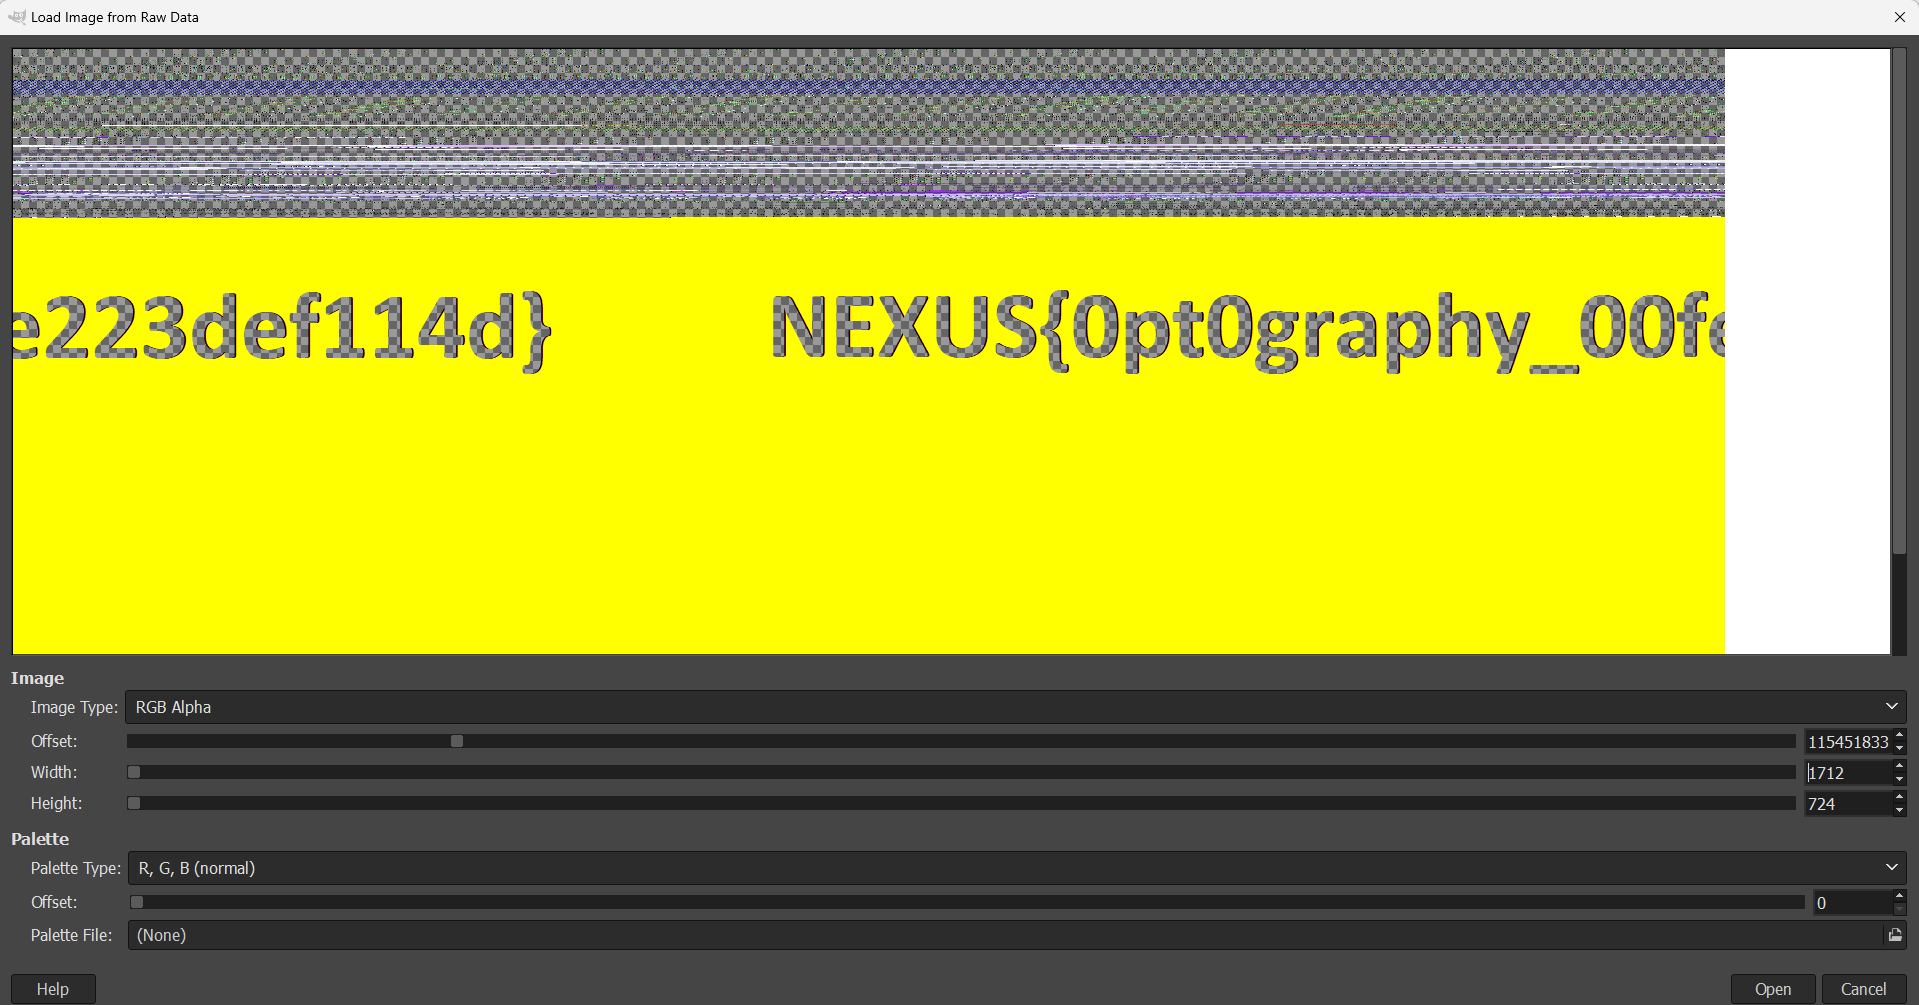 Load Image from Raw Data
e223def114d} NEXUS{0pt0graphy_00fe
Image
Image Type: RGB Alpha
Offset: 115451833
Width: 1712
Height: 724
Palette
Palette Type: R, G, B (normal)
Offset: 0
Palette File: (None)
Help Open Cancel